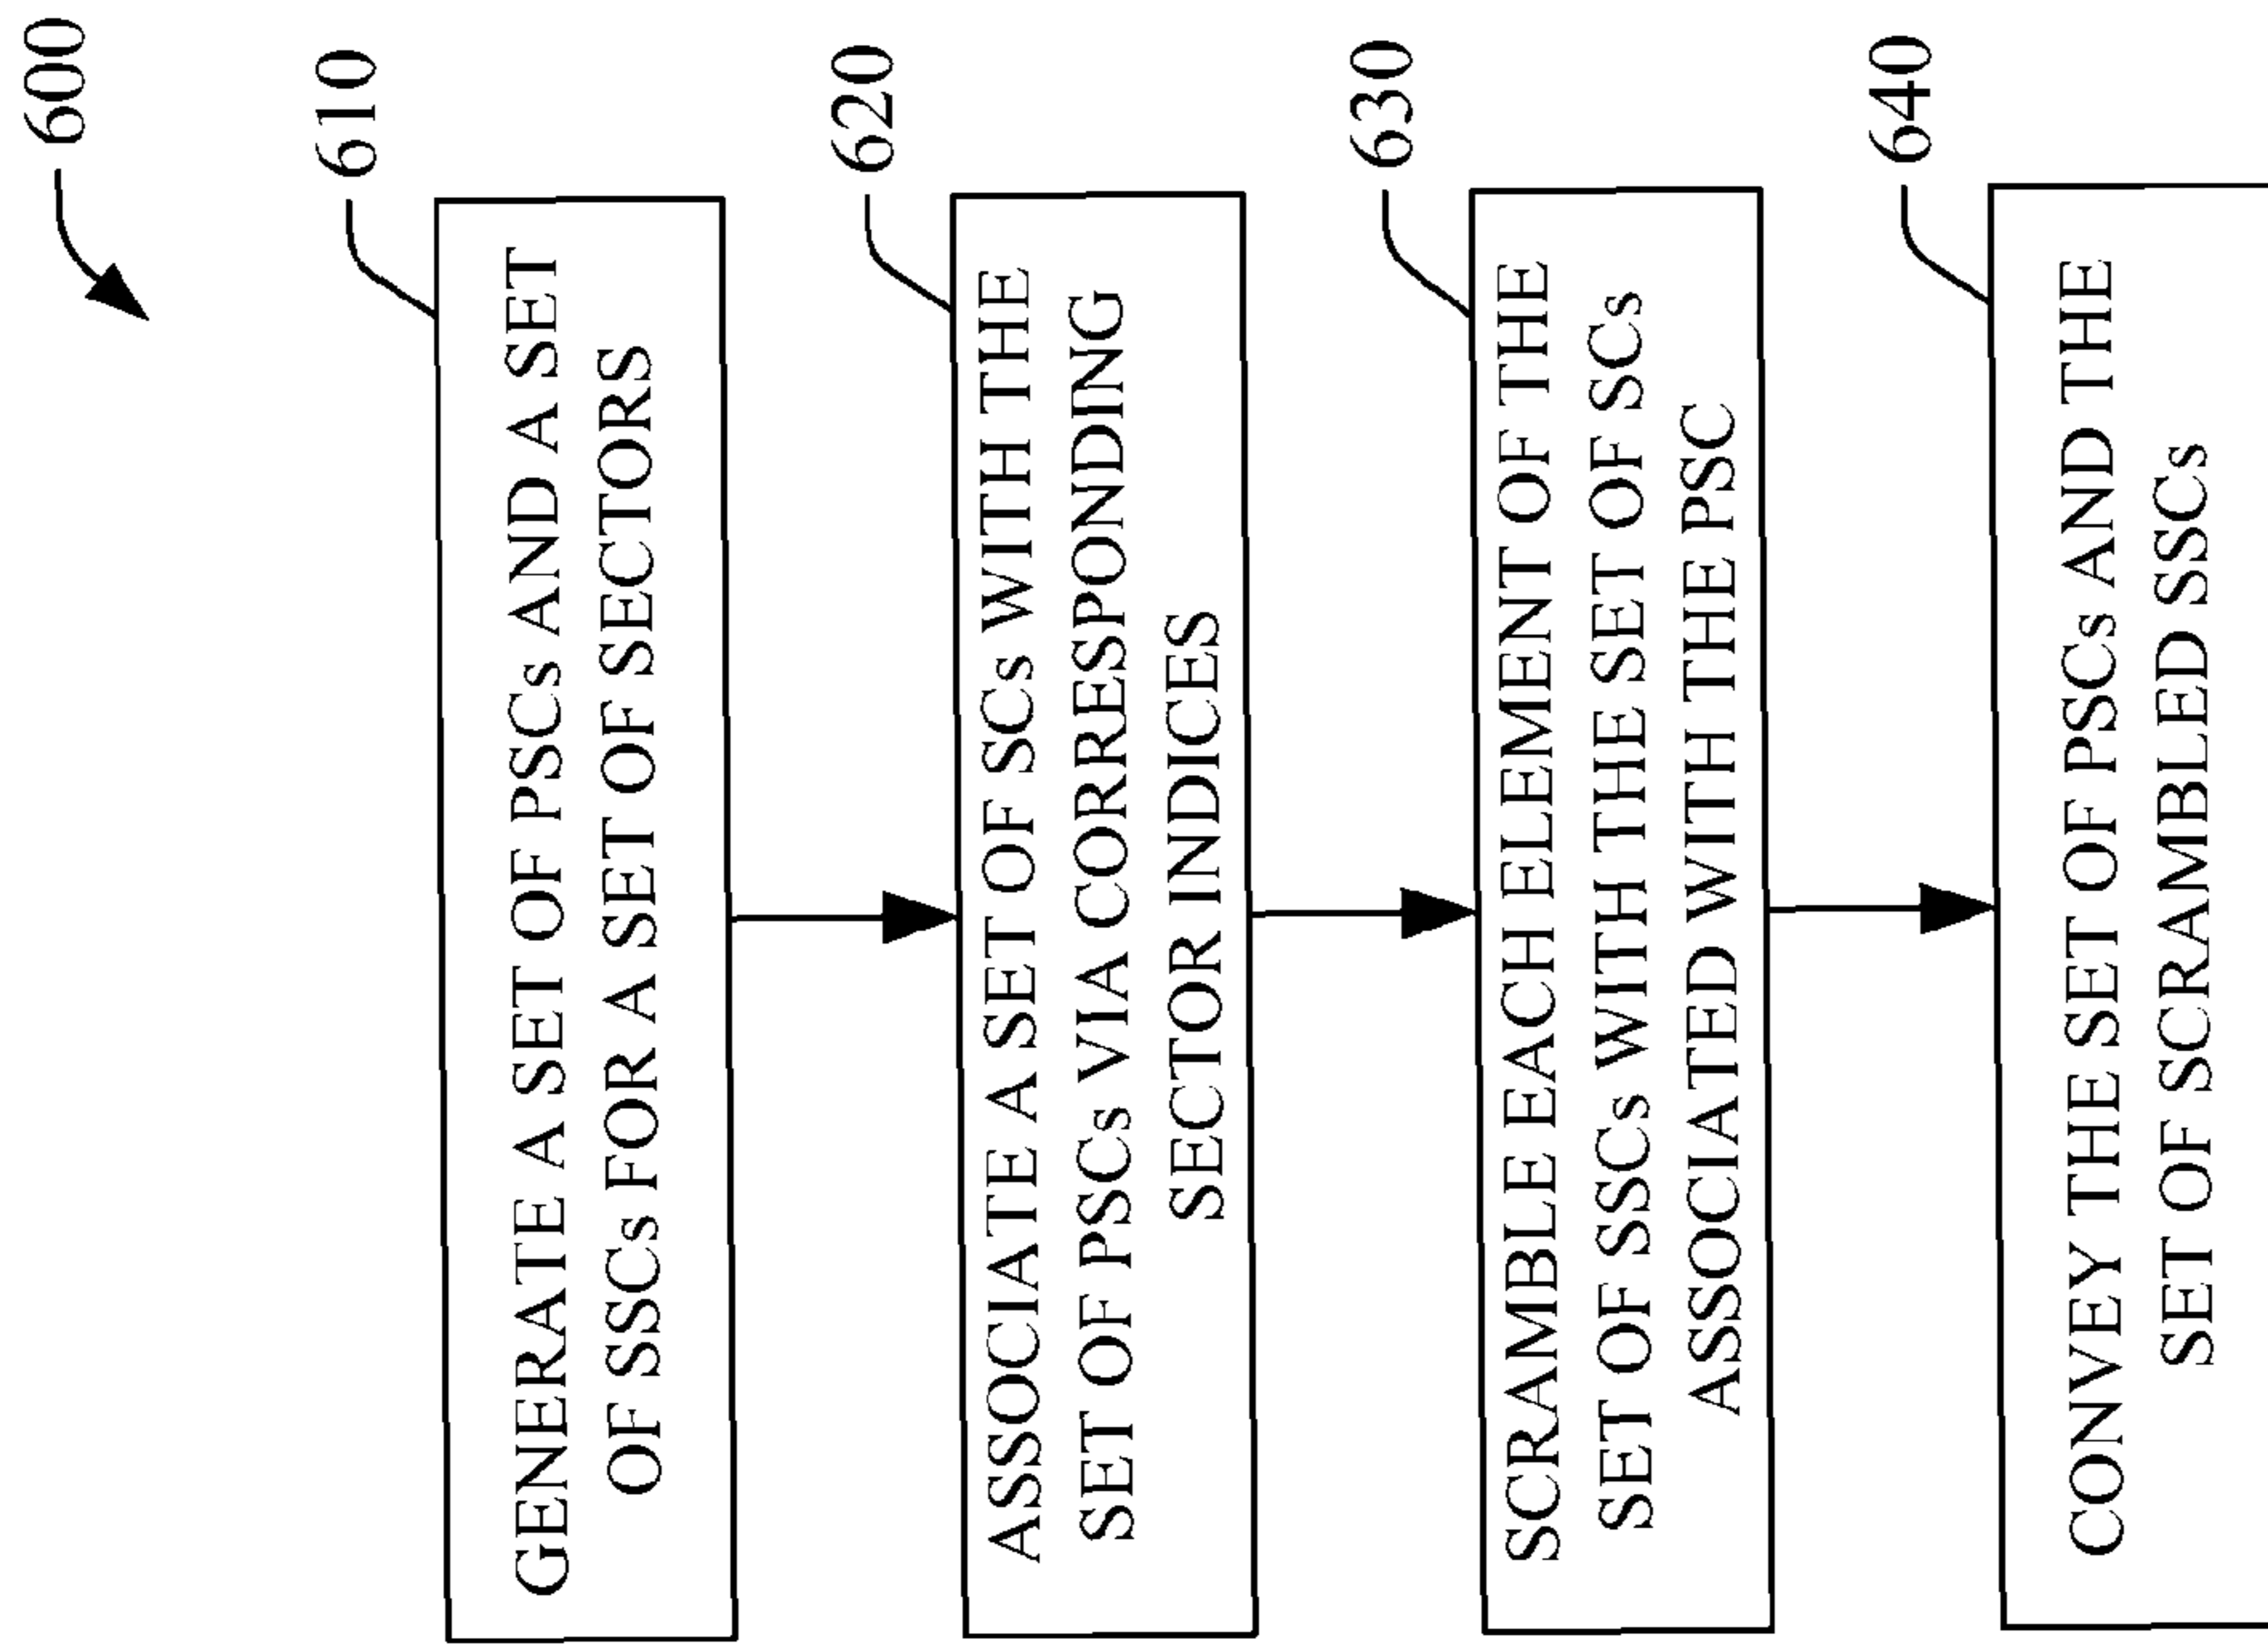 600
610
GENERATE A SET OF PSCs AND A SET
OF SSCs FOR A SET OF SECTORS
620
ASSOCIATE A SET OF SCs WITH THE
SET OF PSCs VIA CORRESPONDING
SECTOR INDICES
630
SCRAMBLE EACH ELEMENT OF THE
SET OF SSCs WITH THE SET OF SCs
ASSOCIATED WITH THE PSC
640
CONVEY THE SET OF PSCs AND THE
SET OF SCRAMBLED SSCs